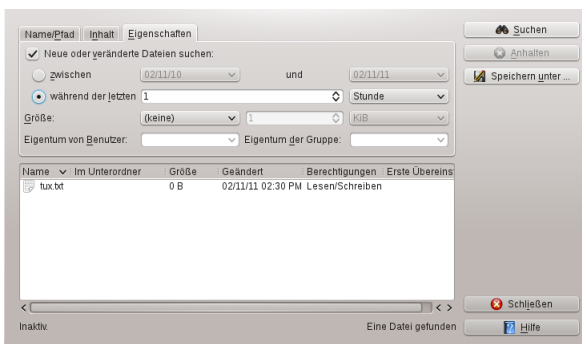 Name/Pfad Inhalt Eigenschaften
Neue oder veränderte Dateien suchen:
zwischen 02/11/10 und 02/11/11
während der letzten 1 Stunde
Größe: (keine) 1 KiB
Eigentum von Benutzer: Eigentum der Gruppe:
Name Im Unterordner Größe Geändert Berechtigungen Erste Übereins
tux.txt 0 B 02/11/11 02:30 PM Lesen/Schreiben
Inaktiv. Eine Datei gefunden
Suchen
Anhalten
Speichern unter ...
Schließen
Hilfe